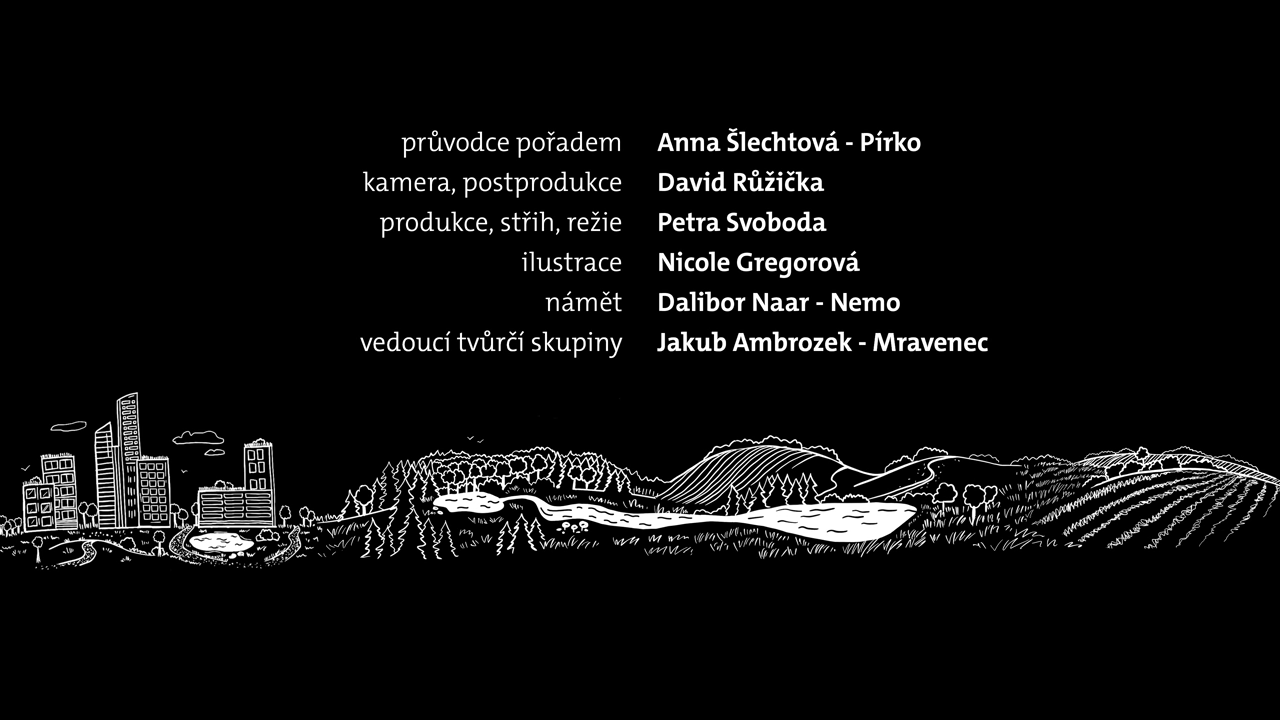 průvodce pořadem Anna Šlechtová - Pírko
kamera, postprodukce David Růžička
produkce, střih, režie Petra Svoboda
ilustrace Nicole Gregorová
námět Dalibor Naar - Nemo
vedoucí tvůrčí skupiny Jakub Ambrozek - Mravenec